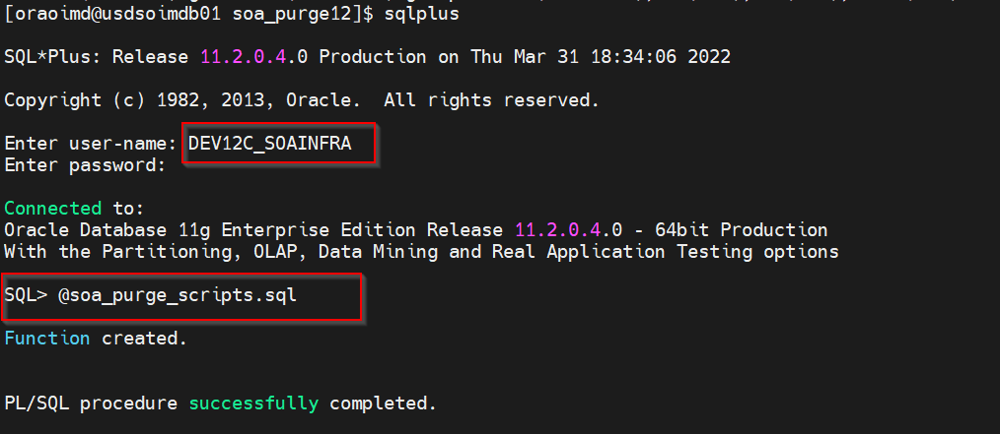 [oraoimd@usdsoimdb01 soa_purge12]$ sqlplus
SQL*Plus: Release 11.2.0.4.0 Production on Thu Mar 31 18:34:06 2022
Copyright (c) 1982, 2013, Oracle.  All rights reserved.
Enter user-name: DEV12C_SOAINFRA
Enter password:
Connected to:
Oracle Database 11g Enterprise Edition Release 11.2.0.4.0 - 64bit Production
With the Partitioning, OLAP, Data Mining and Real Application Testing options
SQL> @soa_purge_scripts.sql
Function created.
PL/SQL procedure successfully completed.